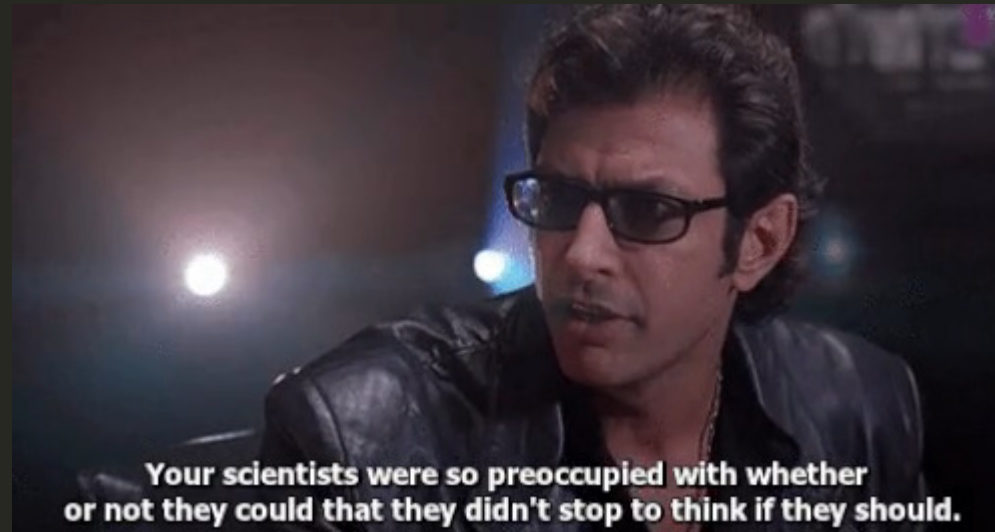 Your scientists were so preoccupied with whether
or not they could that they didn't stop to think if they should.